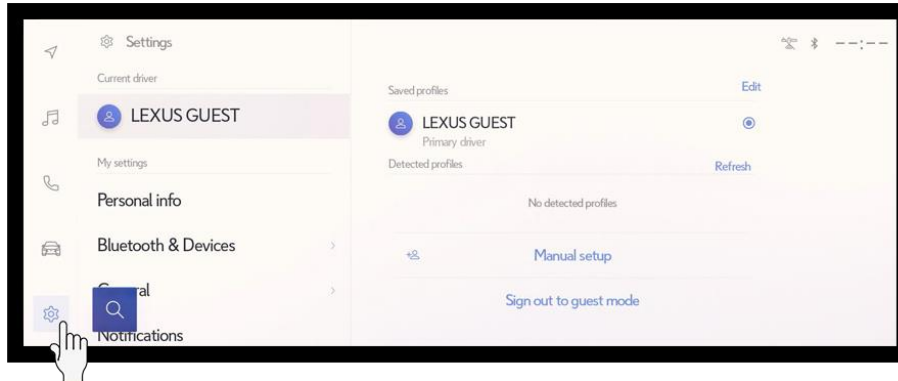 Settings
--:--
Current driver
LEXUS GUEST
My settings
Personal info
Bluetooth & Devices
Notifications
Saved profiles
Edit
LEXUS GUEST
Primary driver
Detected profiles
Refresh
No detected profiles
Manual setup
Sign out to guest mode